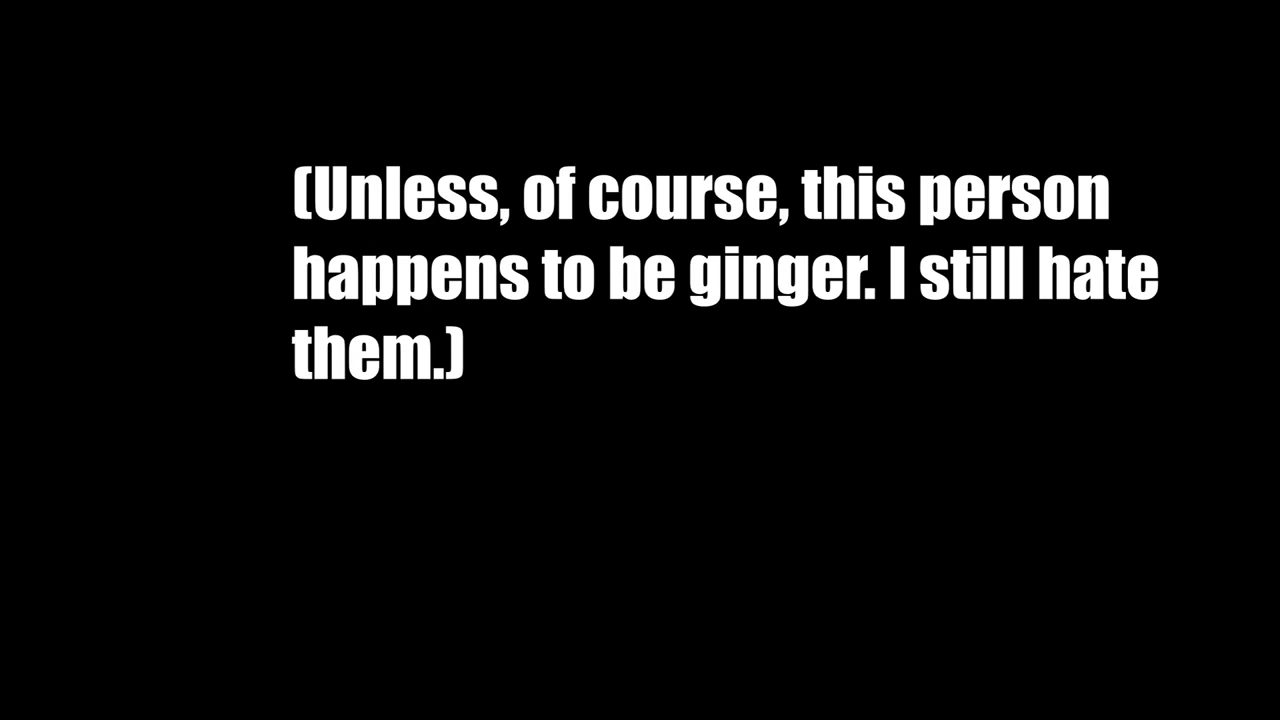 (Unless, of course, this person
happens to be ginger. I still hate
them.)